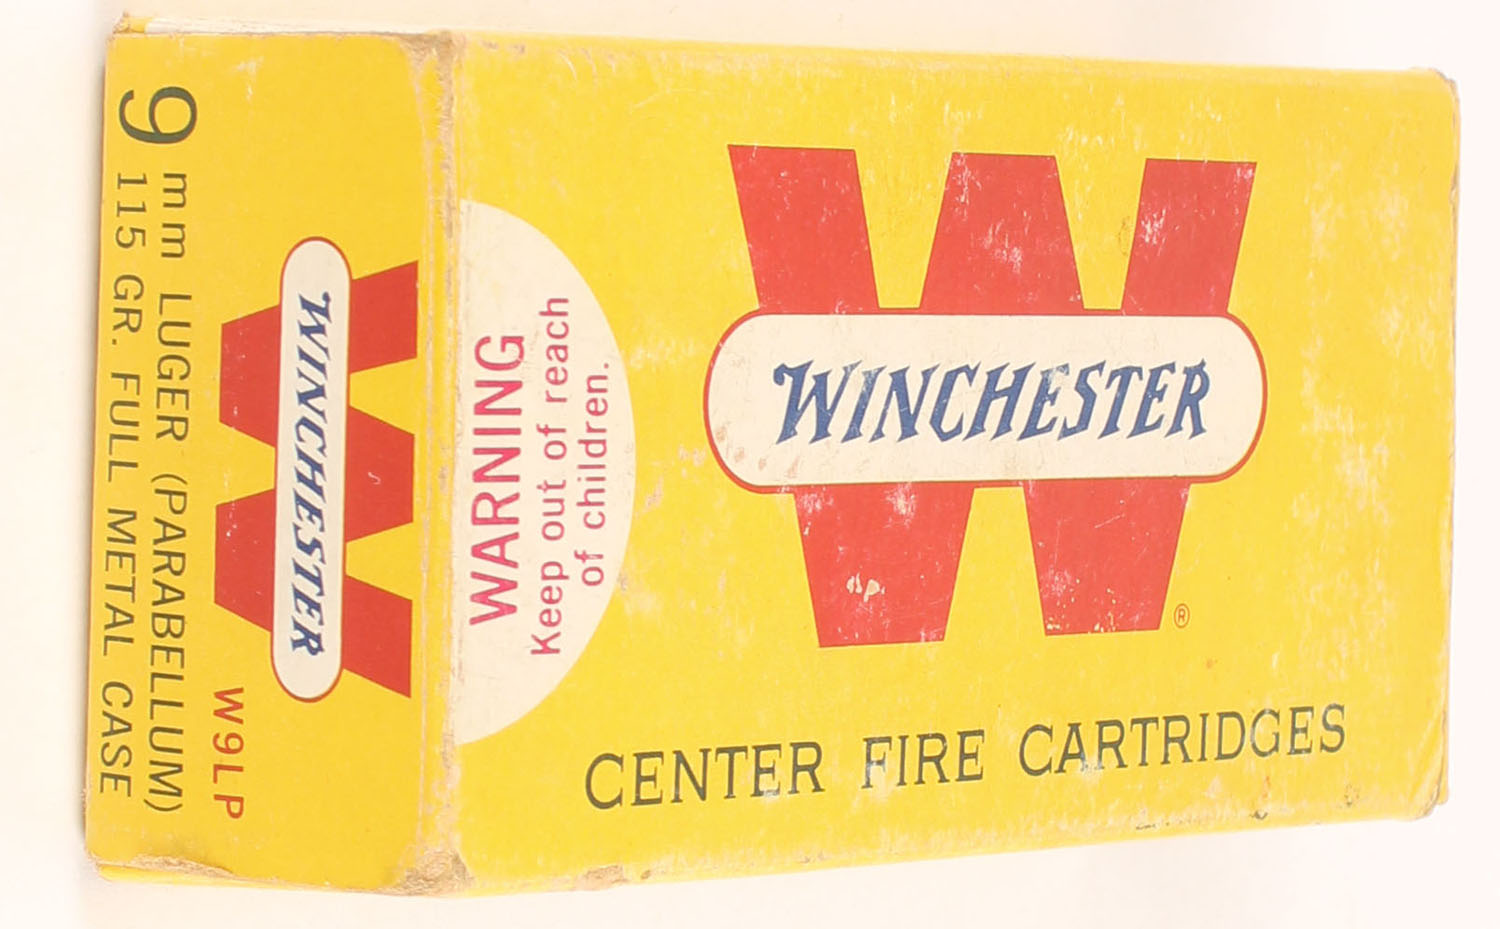 WINCHESTER
®
CENTER FIRE CARTRIDGES
WARNING
Keep out of reach
of children.
WINCHESTER
W9LP
9 mm LUGER (PARABELLUM)
115 GR. FULL METAL CASE